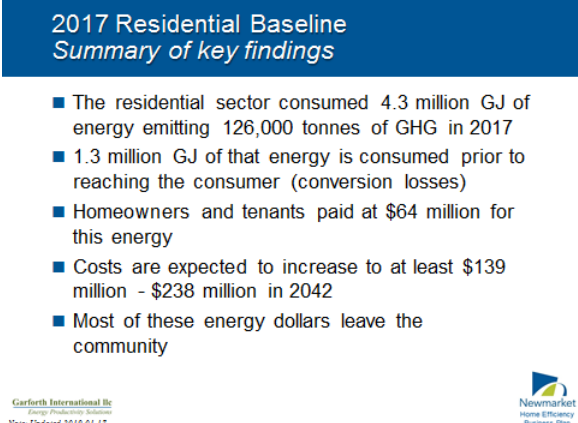 2017 Residential Baseline
Summary of key findings
The residential sector consumed 4.3 million GJ of
energy emitting 126,000 tonnes of GHG in 2017
1.3 million GJ of that energy is consumed prior to
reaching the consumer (conversion losses)
Homeowners and tenants paid at $64 million for
this energy
Costs are expected to increase to at least $139
million - $238 million in 2042
Most of these energy dollars leave the
community
Garforth International llc
Energy Productivity Solutions
Newmarket
Home Efficiency
Business Plan